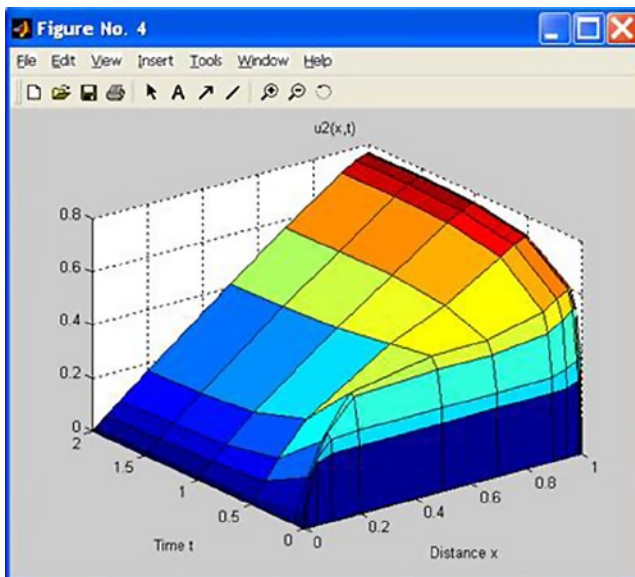 Figure No. 4
File Edit View Insert Tools Window Help
A
u2(x,t)
0.8
0.6
0.4
0.2
0
2
1.5
1
0.5
0
0
0.2
0.4
0.6
0.8
1
Time t
Distance x